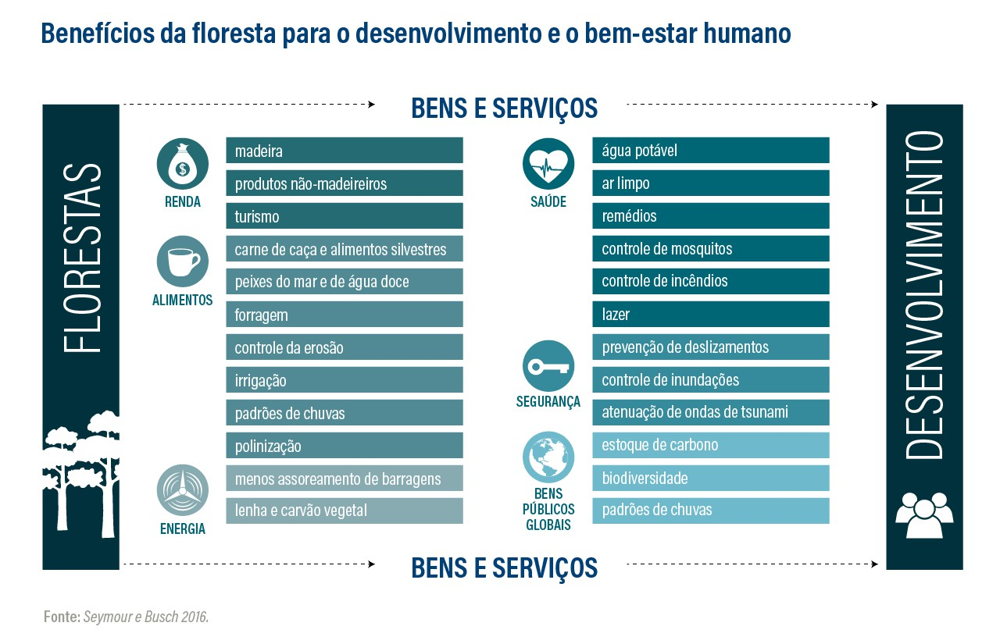 Benefícios da floresta para o desenvolvimento e o bem-estar humano
BENS E SERVIÇOS
FLORESTAS
RENDA
madeira
produtos não-madeireiros
turismo
ALIMENTOS
carne de caça e alimentos silvestres
peixes do mar e de água doce
forragem
controle da erosão
irrigação
padrões de chuvas
polinização
ENERGIA
menos assoreamento de barragens
lenha e carvão vegetal
SAÚDE
água potável
ar limpo
remédios
controle de mosquitos
controle de incêndios
lazer
SEGURANÇA
prevenção de deslizamentos
controle de inundações
atenuação de ondas de tsunami
BENS
PÚBLICOS
GLOBAIS
estoque de carbono
biodiversidade
padrões de chuvas
DESENVOLVIMENTO
BENS E SERVIÇOS
Fonte: Seymour e Busch 2016.
$